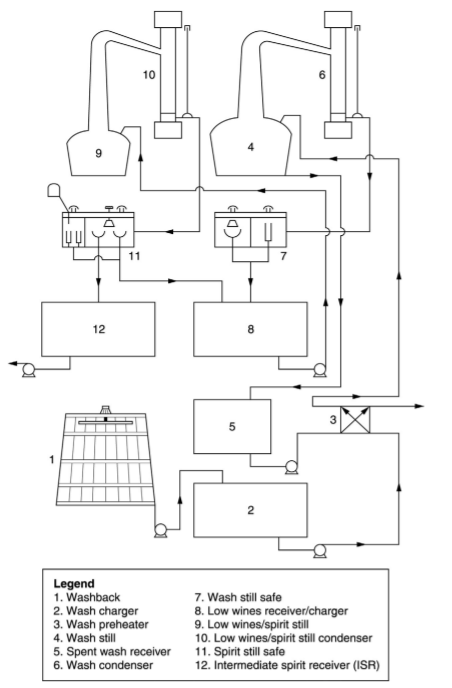 10
6
9
4
11
7
12
8
3
5
1
2
Legend
1. Washback
2. Wash charger
3. Wash preheater
4. Wash still
5. Spent wash receiver
6. Wash condenser
7. Wash still safe
8. Low wines receiver/charger
9. Low wines/spirit still
10. Low wines/spirit still condenser
11. Spirit still safe
12. Intermediate spirit receiver (ISR)